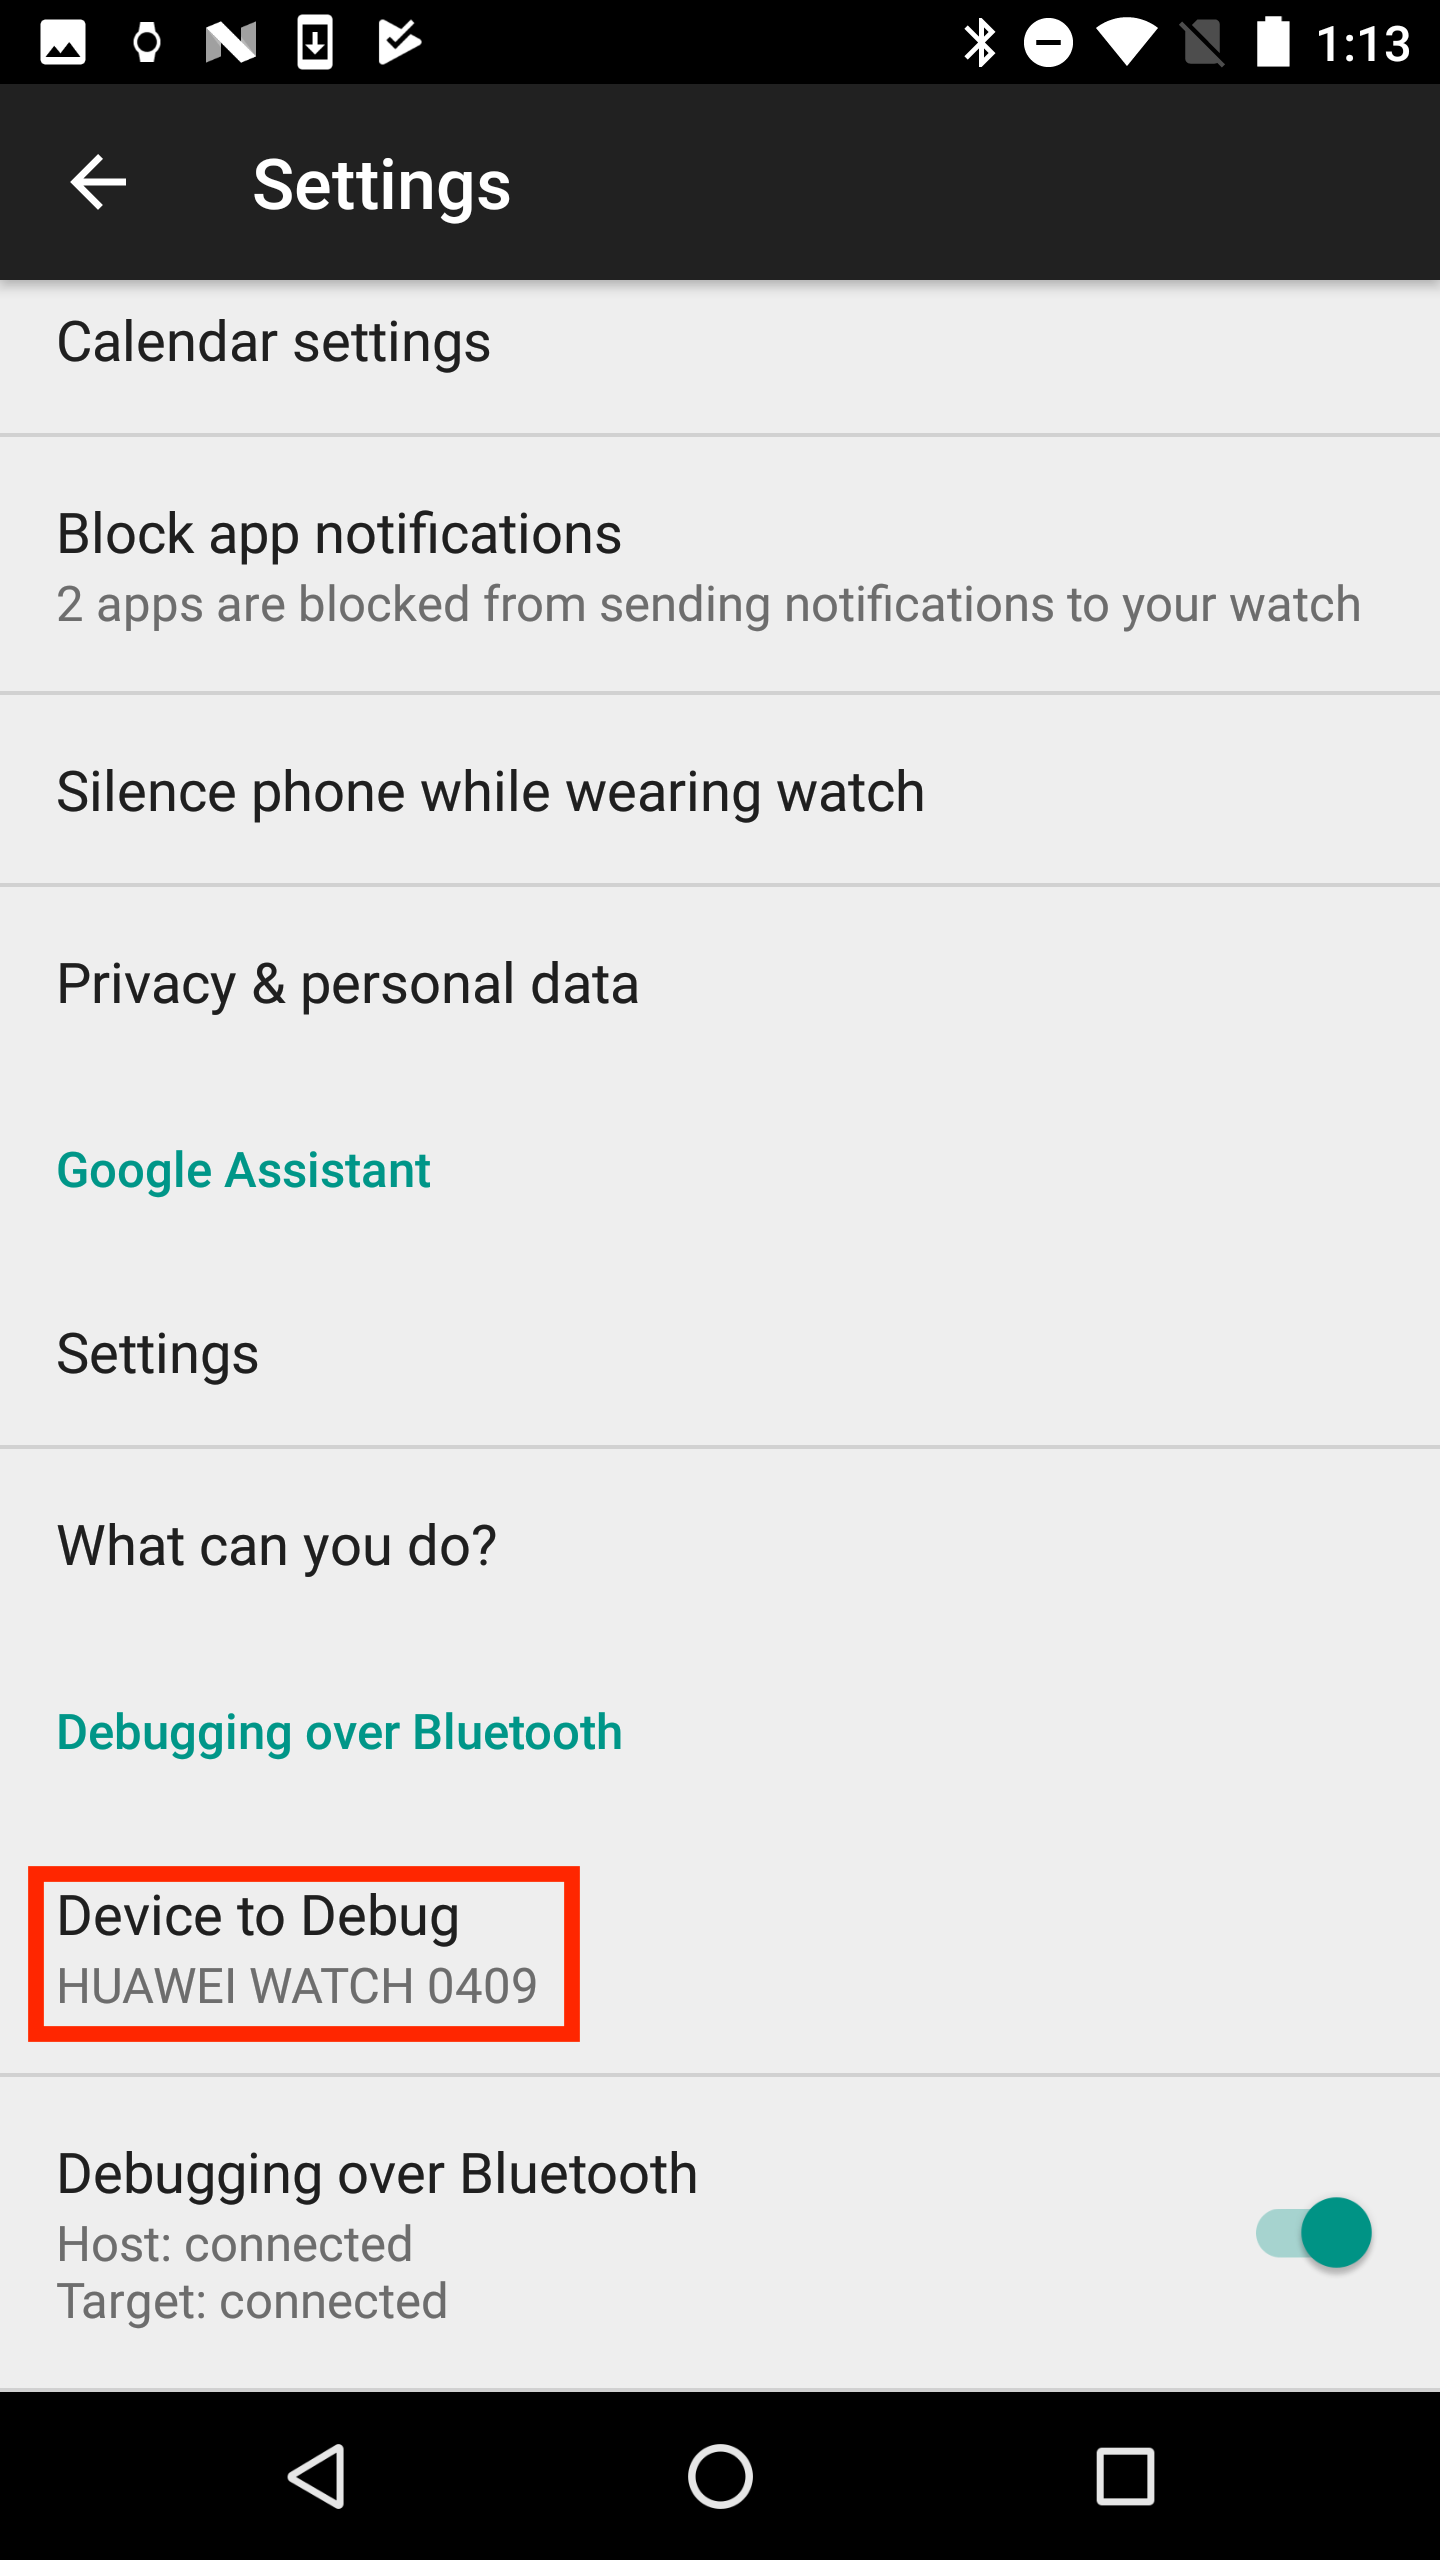 1:13
Settings
Calendar settings
Block app notifications
2 apps are blocked from sending notifications to your watch
Silence phone while wearing watch
Privacy & personal data
Google Assistant
Settings
What can you do?
Debugging over Bluetooth
Device to Debug
HUAWEI WATCH 0409
Debugging over Bluetooth
Host: connected
Target: connected